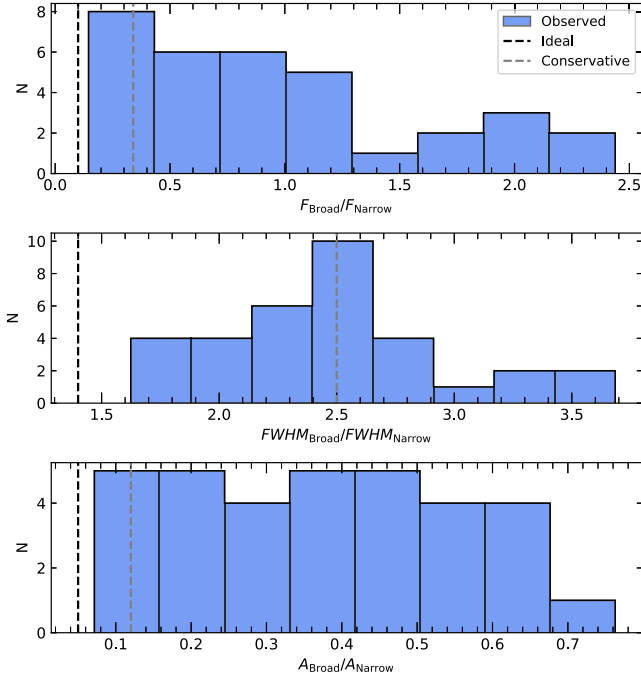 8
6
4
2
0
N
Observed
Ideal
Conservative
0.0 0.5 1.0 1.5 2.0 2.5
F_Broad/F_Narrow
10
8
6
4
2
0
N
1.5 2.0 2.5 3.0 3.5
FWHM_Broad/FWHM_Narrow
4
2
0
N
0.1 0.2 0.3 0.4 0.5 0.6 0.7
A_Broad/A_Narrow